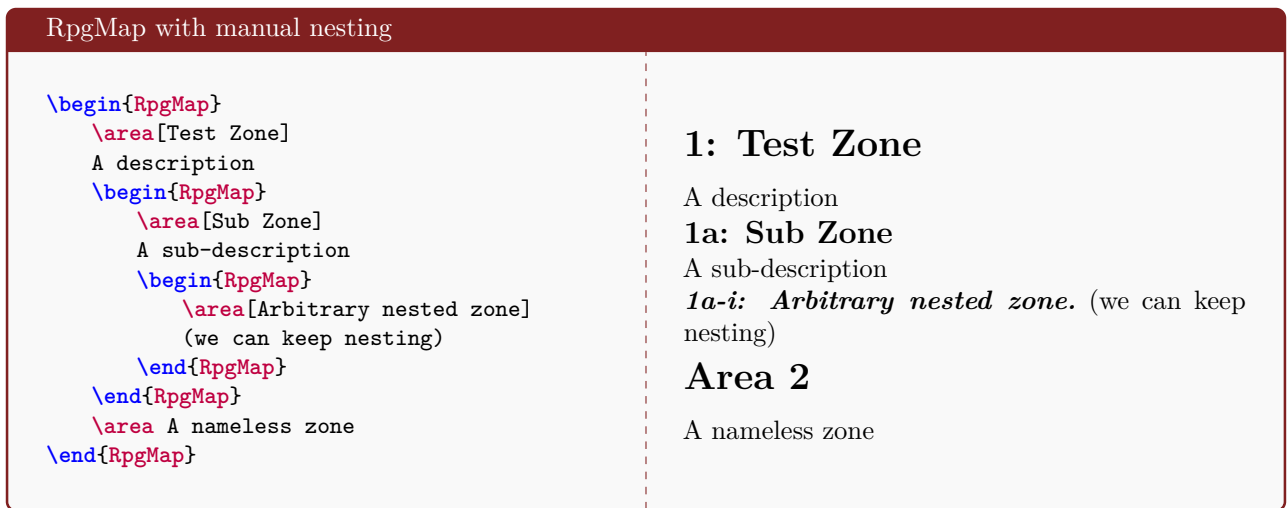 RpgMap with manual nesting
\begin{RpgMap}
\area[Test Zone]
A description
\begin{RpgMap}
\area[Sub Zone]
A sub-description
\begin{RpgMap}
\area[Arbitrary nested zone]
(we can keep nesting)
\end{RpgMap}
\end{RpgMap}
\area A nameless zone
\end{RpgMap}
1: Test Zone
A description
1a: Sub Zone
A sub-description
1a-i: Arbitrary nested zone. (we can keep
nesting)
Area 2
A nameless zone